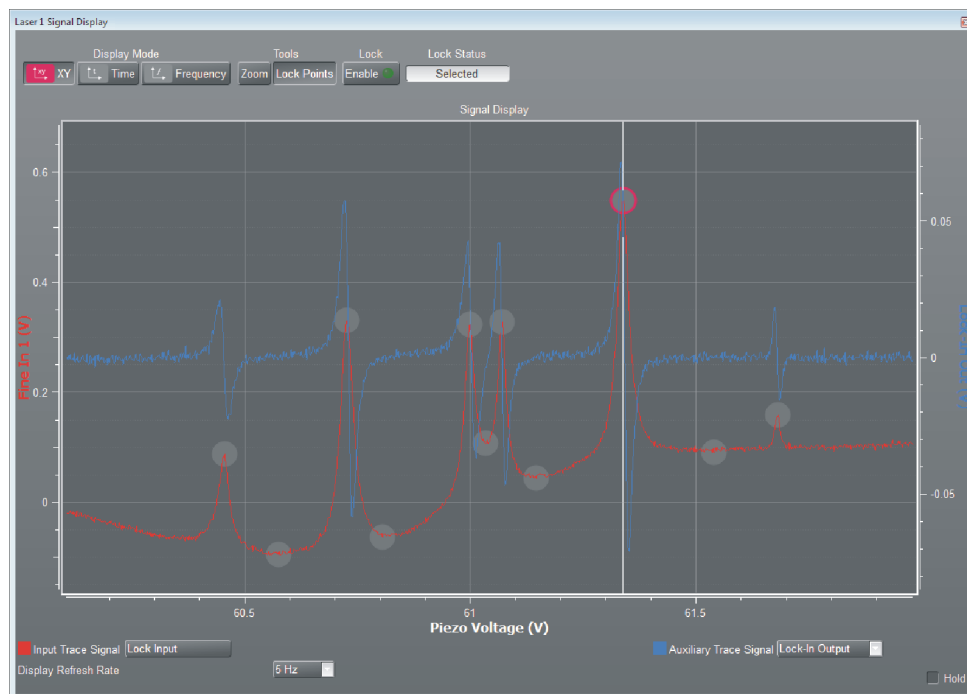 Laser 1 Signal Display
Display Mode Tools Lock Lock Status
XY Time Frequency Zoom Lock Points Enable Selected
Signal Display
0.6
0.4
0.2
0
Fine In 1 (V)
0.05
0
-0.05
60.5 61 61.5
Piezo Voltage (V)
Input Trace Signal Lock Input Auxiliary Trace Signal Lock-In Output
Display Refresh Rate 5 Hz
Hold